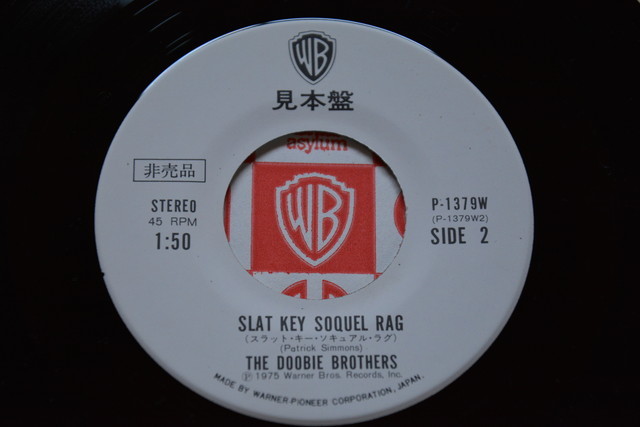 WB
見本盤
asylum
非売品
STEREO
45 RPM
1:50
P-1379W
(P-1379W2)
SIDE 2
WB
SLAT KEY SOQUEL RAG
(スラット・キー・ソキュアル・ラグ)
(Patrick Simmons)
THE DOOBIE BROTHERS
Ⓟ1975 Warner Bros. Records, Inc.
MADE BY WARNER-PIONEER CORPORATION, JAPAN.